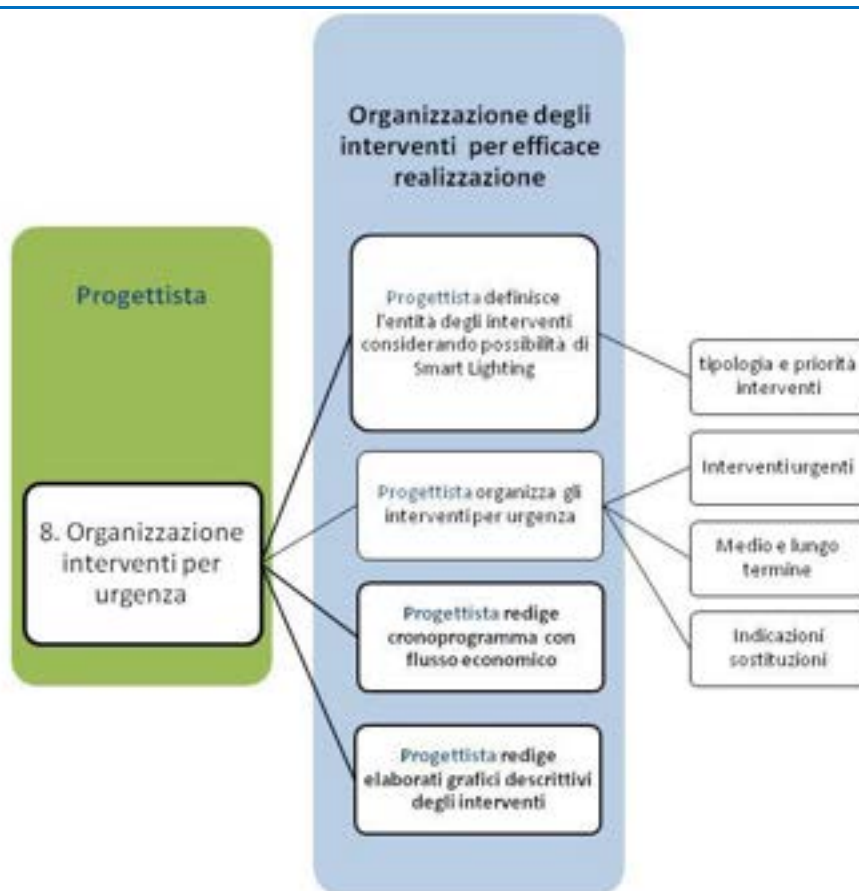 Organizzazione degli
interventi per efficace
realizzazione
Progettista
8. Organizzazione
interventi per
urgenza
Progettista definisce
l'entità degli interventi
considerando possibilità di
Smart Lighting
Progettista organizza gli
interventi per urgenza
Progettista redige
cronoprogramma con
flusso economico
Progettista redige
elaborati grafici descrittivi
degli interventi
tipologia e priorità
interventi
Interventi urgenti
Medio e lungo
termine
Indicazioni
sostituzioni